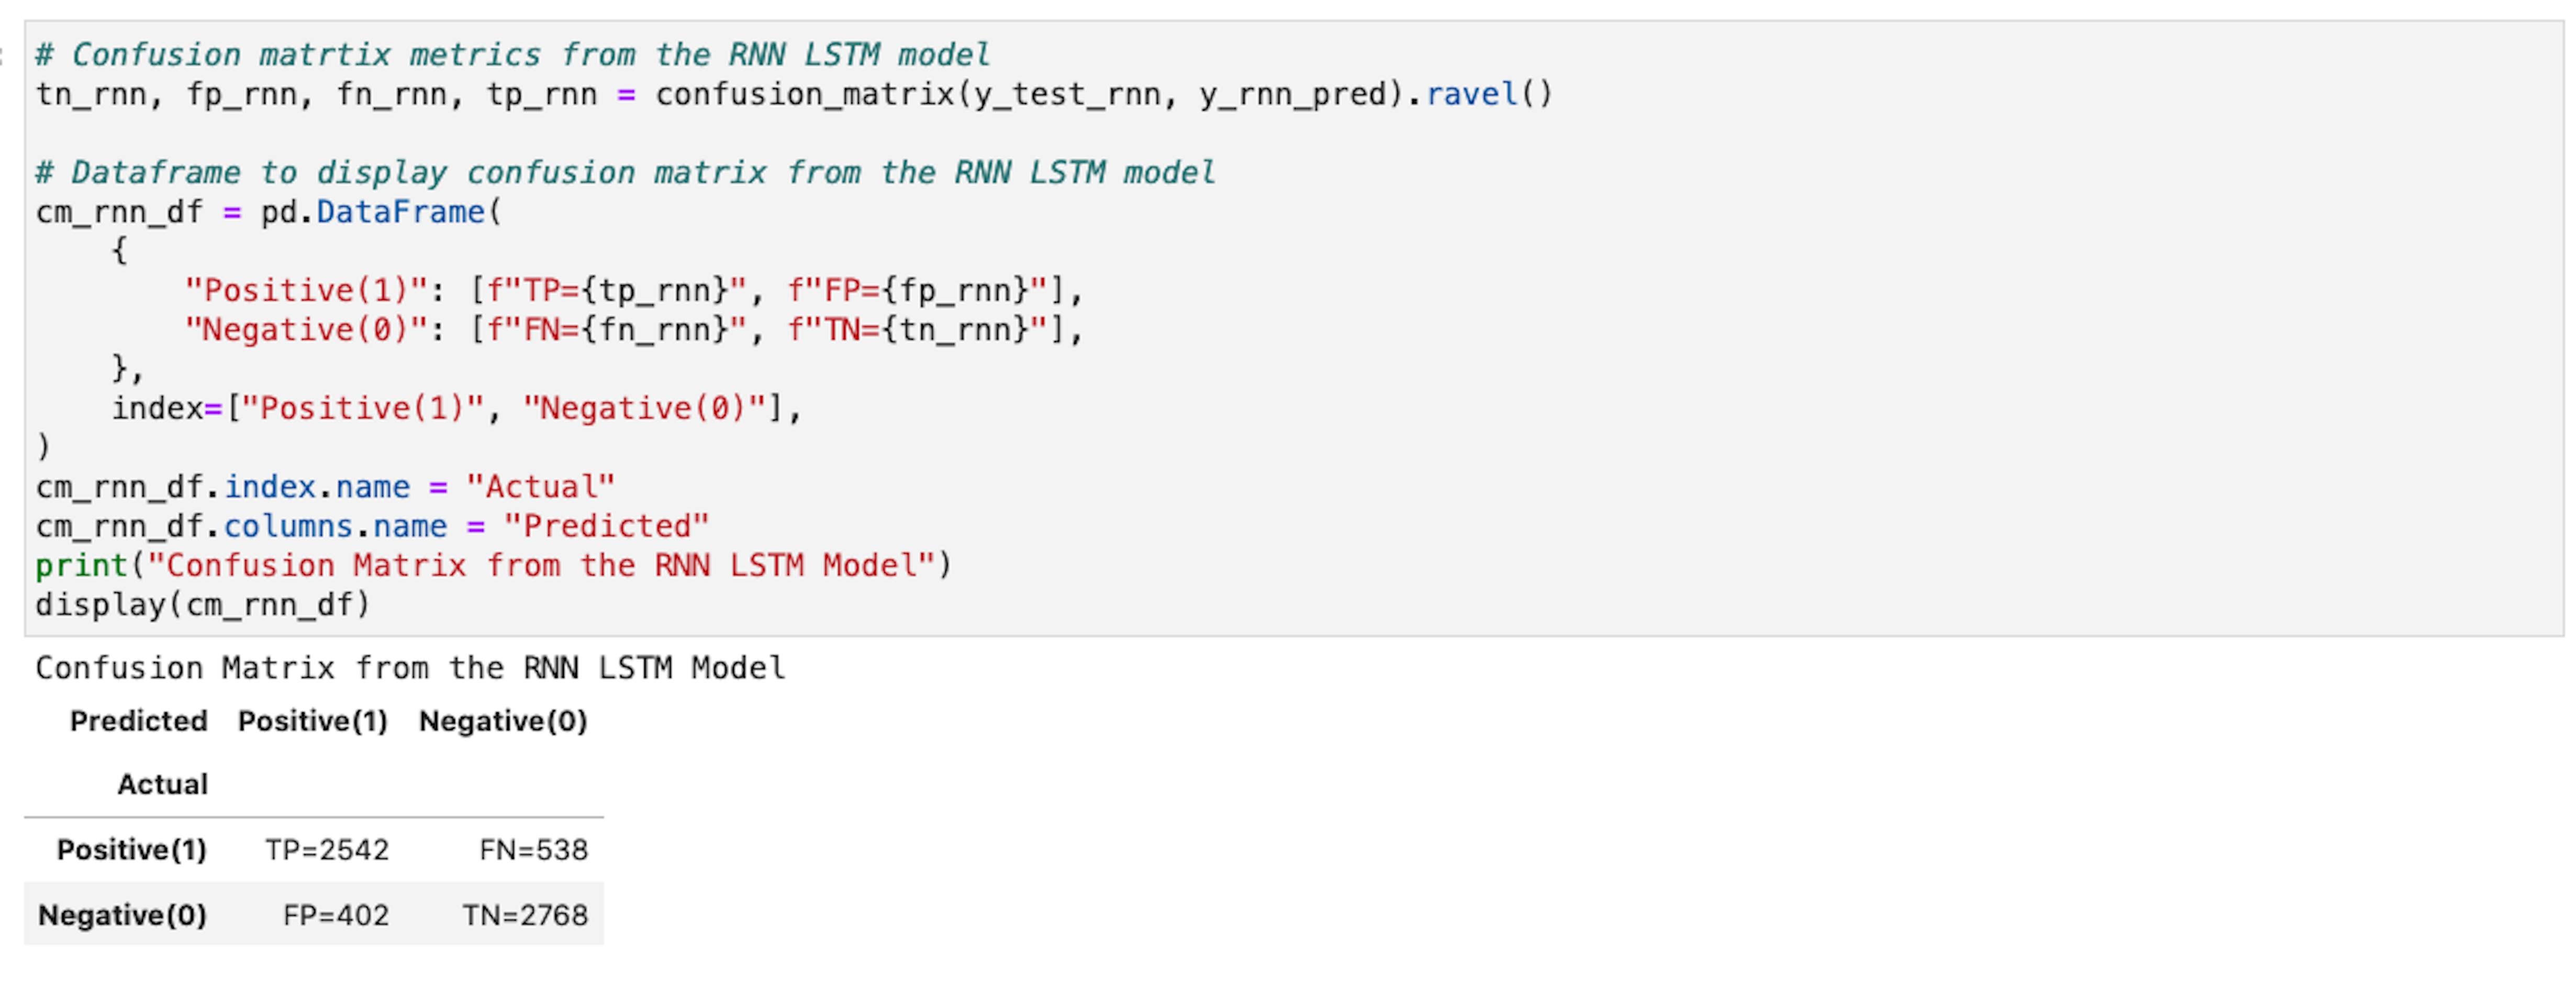 # Confusion matrtix metrics from the RNN LSTM model
tn_rnn, fp_rnn, fn_rnn, tp_rnn = confusion_matrix(y_test_rnn, y_rnn_pred).ravel()
# Dataframe to display confusion matrix from the RNN LSTM model
cm_rnn_df = pd.DataFrame(
    {
        "Positive(1)": [f"TP={tp_rnn}", f"FP={fp_rnn}"],
        "Negative(0)": [f"FN={fn_rnn}", f"TN={tn_rnn}"],
    },
    index=["Positive(1)", "Negative(0)"],
)
cm_rnn_df.index.name = "Actual"
cm_rnn_df.columns.name = "Predicted"
print("Confusion Matrix from the RNN LSTM Model")
display(cm_rnn_df)
Confusion Matrix from the RNN LSTM Model
Predicted Positive(1) Negative(0)
Actual
Positive(1) TP=2542 FN=538
Negative(0) FP=402 TN=2768